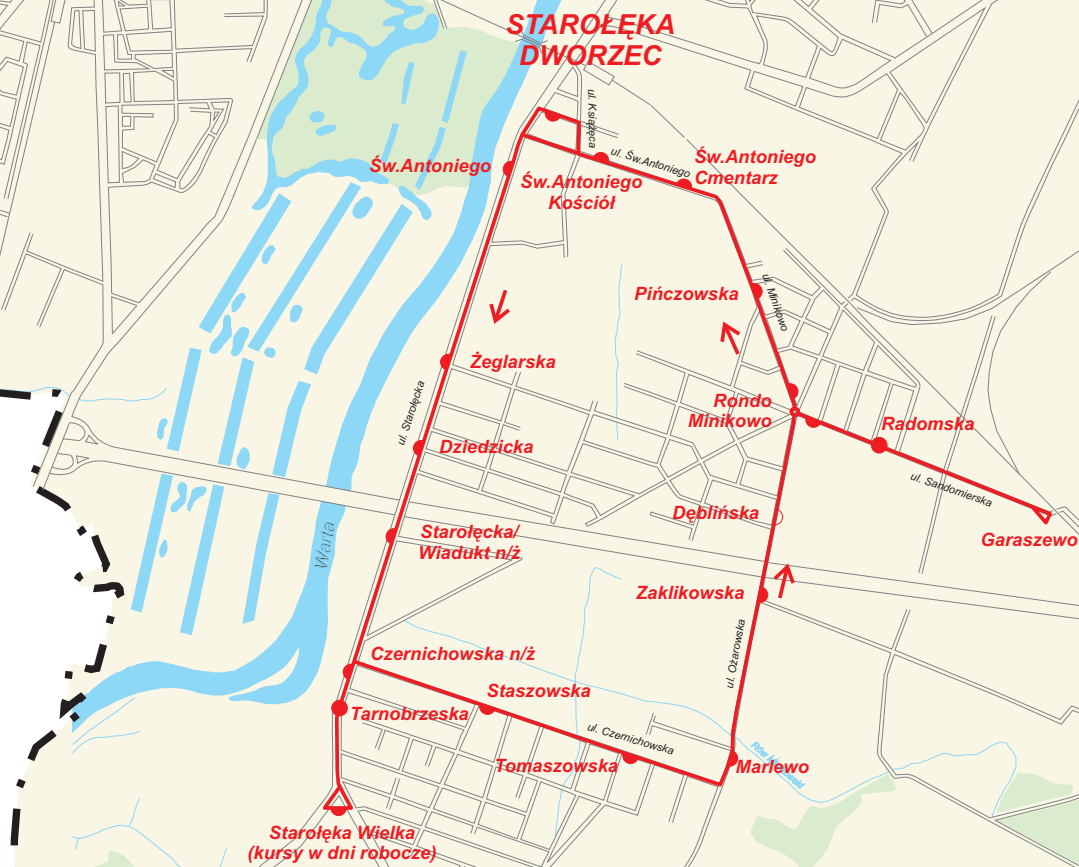 STAROŁĘKA
DWORZEC
ul. Książęca
ul. Św.Antoniego
Św.Antoniego
Cmentarz
Św.Antoniego
Św.Antoniego
Kościół
Pińczowska
ul. Minikowo
Żeglarska
ul. Starołęcka
Rondo
Minikowo
Radomska
Dziedzicka
ul. Sandomierska
Dęblińska
Garaszewo
Starołęcka/
Wiadukt n/ż
Warta
Zaklikowska
ul. Ożarowska
Czernichowska n/ż
Staszowska
Tarnobrzeska
ul. Czernichowska
Tomaszowska
Marlewo
Rów
Starołęka Wielka
(kursy w dni robocze)